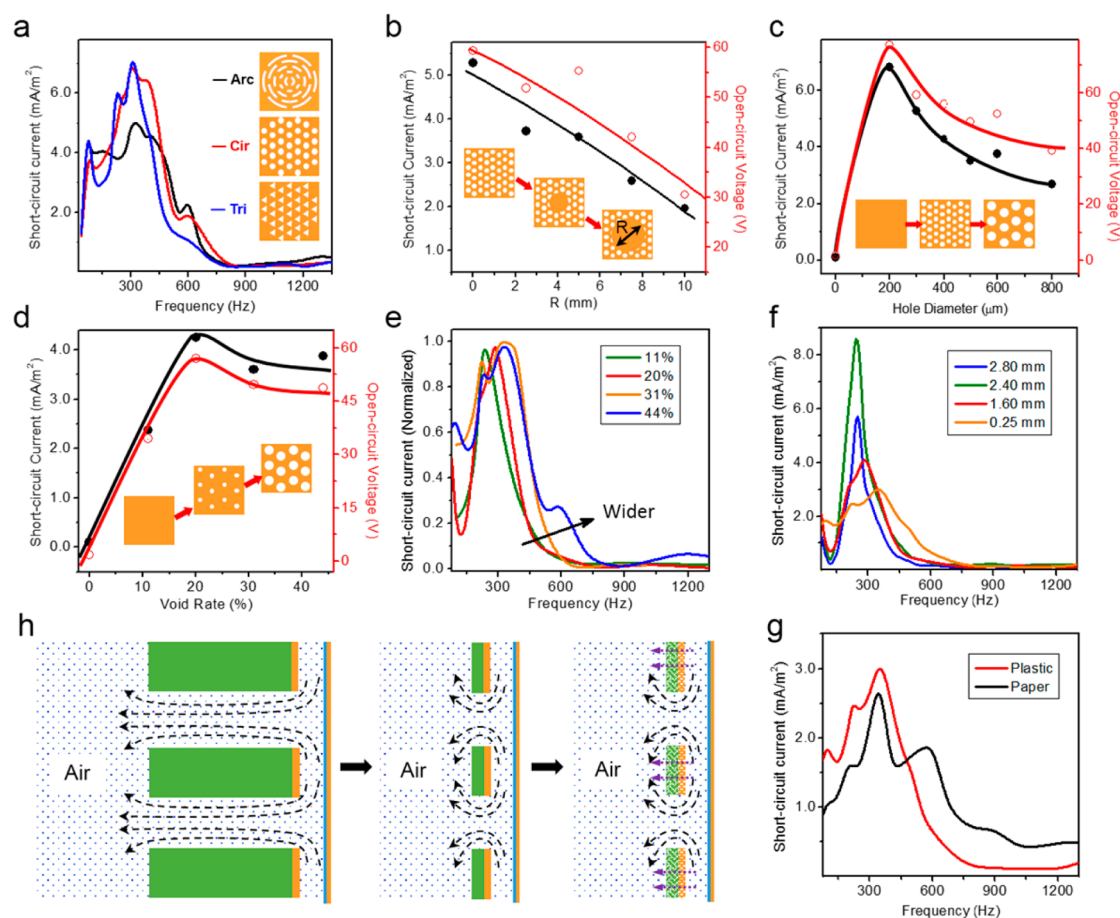 a
Short-circuit current (mA/m²)
6.0
4.0
2.0
300
600
900
1200
Frequency (Hz)
Arc
Cir
Tri
b
Short-circuit Current (mA/m²)
5.0
4.0
3.0
2.0
1.0
0
2
4
6
8
10
R (mm)
R
60
50
40
30
20
Open-circuit Voltage (V)
c
Short-circuit Current (mA/m²)
8.0
6.0
4.0
2.0
0.0
0
200
400
600
800
Hole Diameter (μm)
80
60
40
20
0
Open-circuit Voltage (V)
d
Short-circuit Current (mA/m²)
4.0
3.0
2.0
1.0
0.0
0
10
20
30
40
Void Rate (%)
60
45
30
15
0
Open-circuit Voltage (V)
e
Short-circuit current (Normalized)
1.0
0.8
0.6
0.4
0.2
0.0
300
600
900
1200
Frequency (Hz)
11%
20%
31%
44%
Wider
f
Short-circuit current (mA/m²)
8.0
6.0
4.0
2.0
300
600
900
1200
Frequency (Hz)
2.80 mm
2.40 mm
1.60 mm
0.25 mm
h
Air
Air
Air
g
Short-circuit current (mA/m²)
3.0
2.0
1.0
300
600
900
1200
Frequency (Hz)
Plastic
Paper